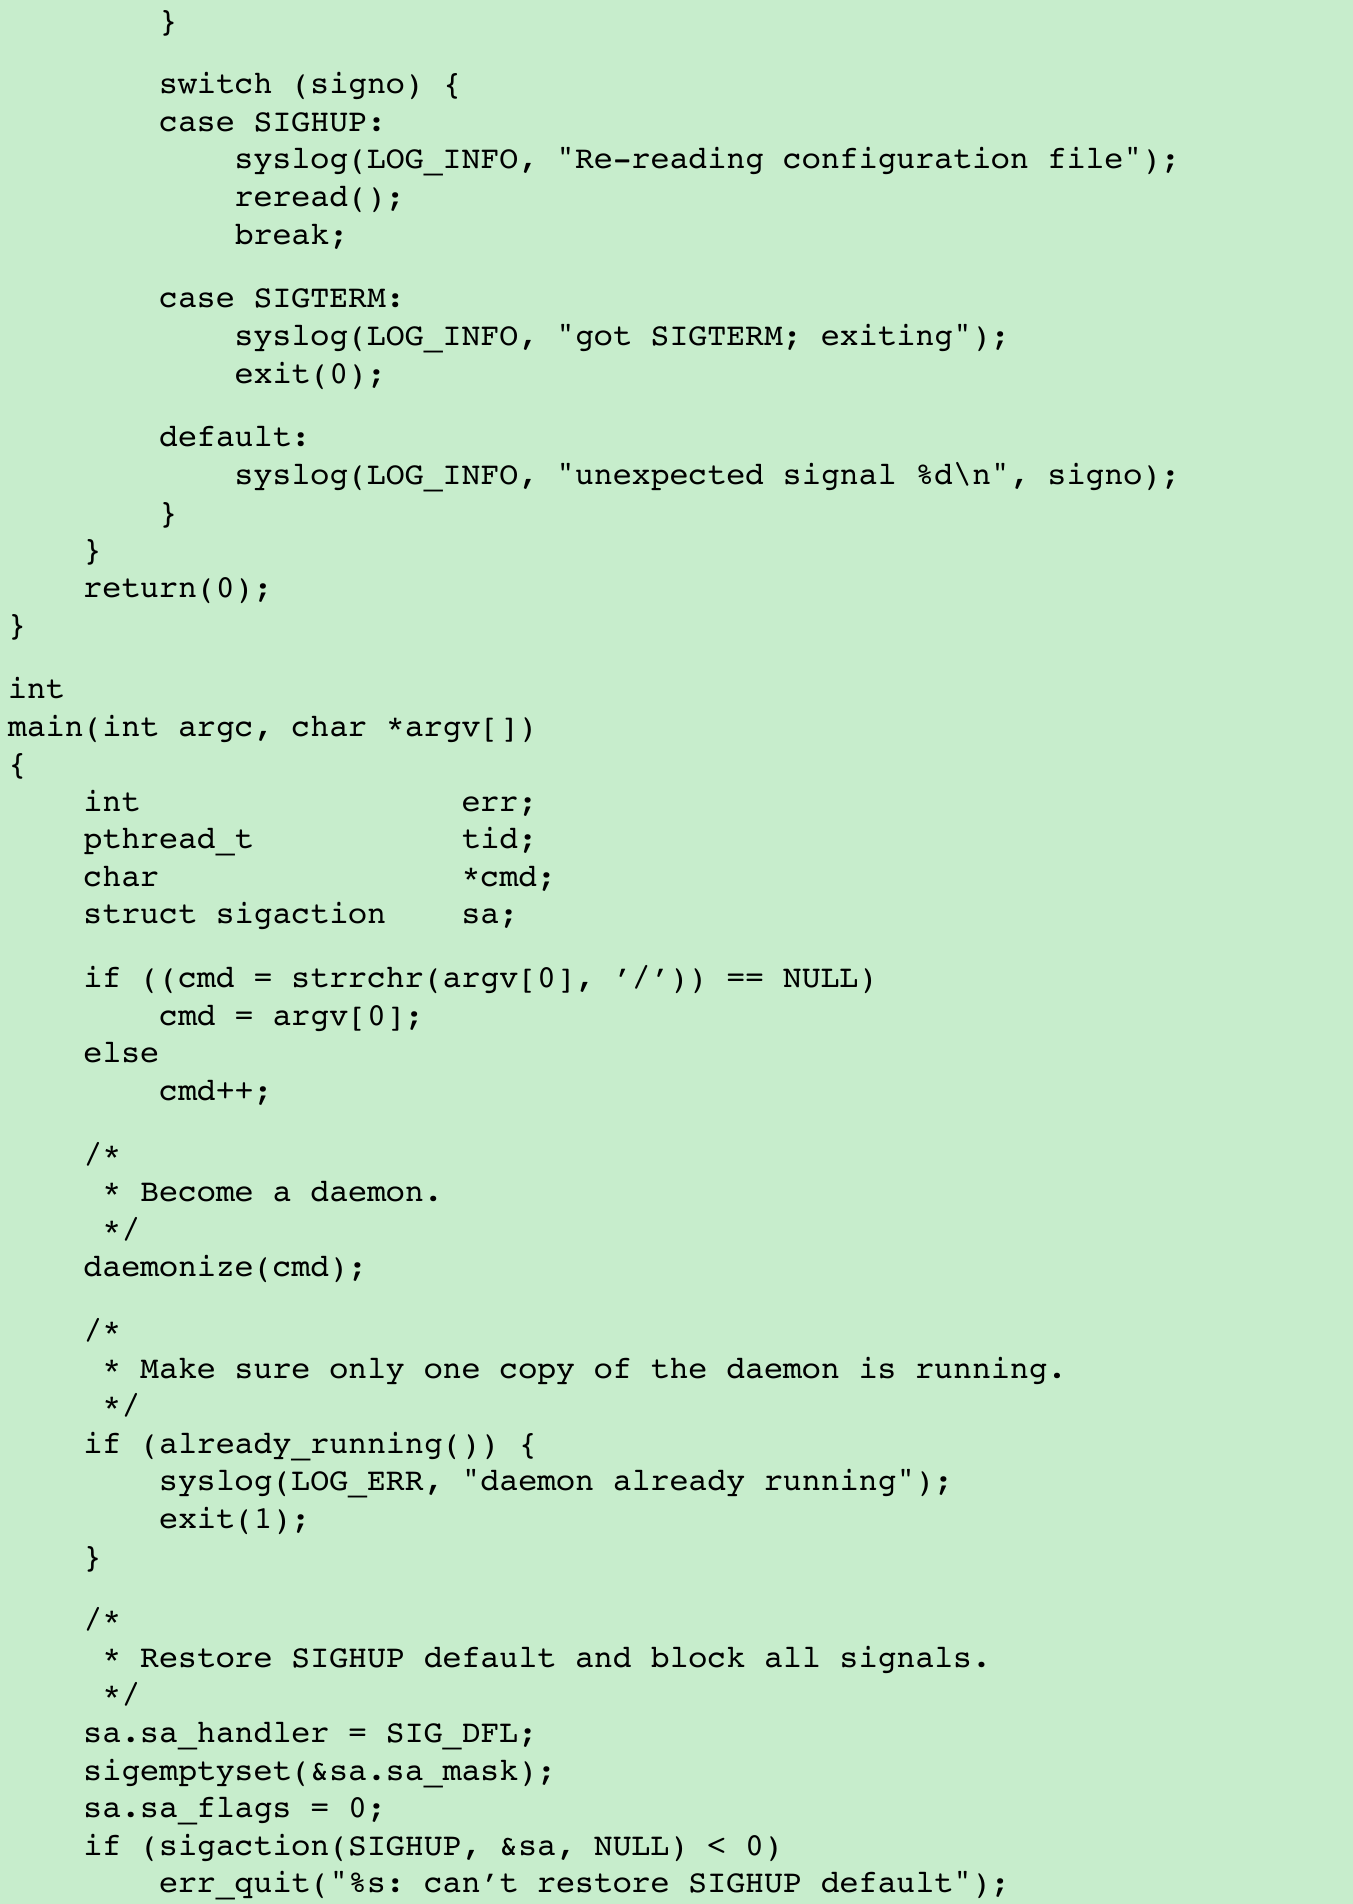 }

        switch (signo) {
        case SIGHUP:
            syslog(LOG_INFO, "Re-reading configuration file");
            reread();
            break;

        case SIGTERM:
            syslog(LOG_INFO, "got SIGTERM; exiting");
            exit(0);

        default:
            syslog(LOG_INFO, "unexpected signal %d\n", signo);
        }
    }
    return(0);
}

int
main(int argc, char *argv[])
{
    int                 err;
    pthread_t           tid;
    char                *cmd;
    struct sigaction    sa;

    if ((cmd = strrchr(argv[0], ’/’)) == NULL)
        cmd = argv[0];
    else
        cmd++;

    /*
     * Become a daemon.
     */
    daemonize(cmd);

    /*
     * Make sure only one copy of the daemon is running.
     */
    if (already_running()) {
        syslog(LOG_ERR, "daemon already running");
        exit(1);
    }

    /*
     * Restore SIGHUP default and block all signals.
     */
    sa.sa_handler = SIG_DFL;
    sigemptyset(&sa.sa_mask);
    sa.sa_flags = 0;
    if (sigaction(SIGHUP, &sa, NULL) < 0)
        err_quit("%s: can’t restore SIGHUP default");